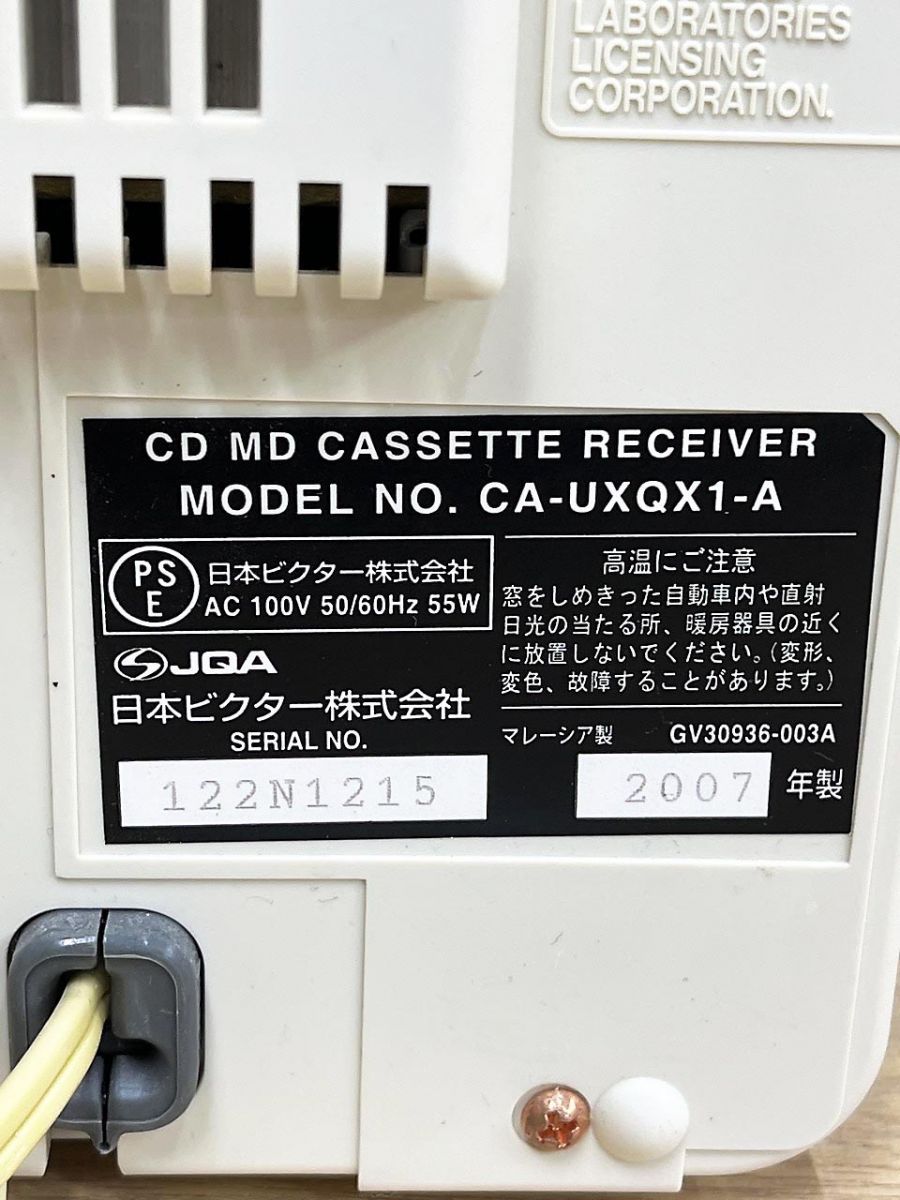 LABORATORIES
LICENSING
CORPORATION.
CD MD CASSETTE RECEIVER
MODEL NO. CA-UXQX1-A
PS
E
日本ビクター株式会社
AC 100V 50/60Hz 55W
JQA
日本ビクター株式会社
SERIAL NO.
122N1215
高温にご注意
窓をしめきった自動車内や直射
日光の当たる所、暖房器具の近く
に放置しないでください。(変形、
変色、故障することがあります。)
マレーシア製 GV30936-003A
2007 年製